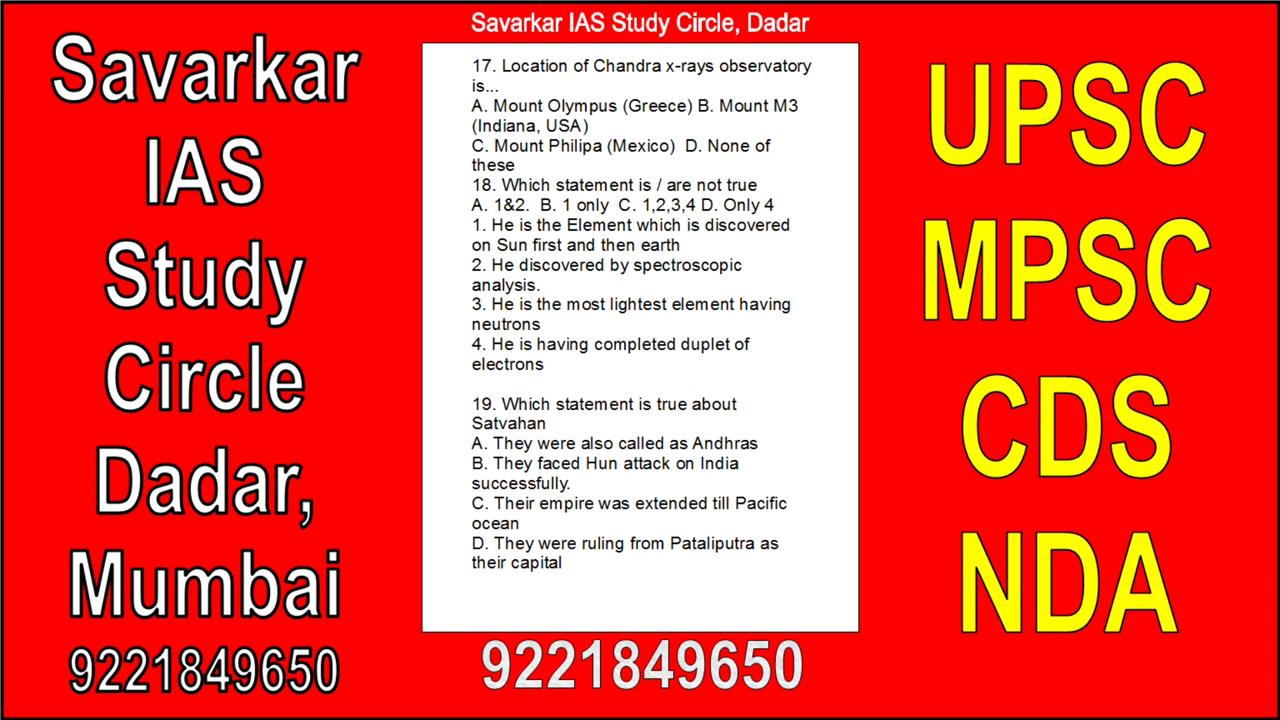 Savarkar
IAS
Study
Circle
Dadar,
Mumbai
9221849650
Savarkar IAS Study Circle, Dadar
17. Location of Chandra x-rays observatory
is...
A. Mount Olympus (Greece) B. Mount M3
(Indiana, USA)
C. Mount Philipa (Mexico)  D. None of
these
18. Which statement is / are not true
A. 1&2.  B. 1 only  C. 1,2,3,4 D. Only 4
1. He is the Element which is discovered
on Sun first and then earth
2. He discovered by spectroscopic
analysis.
3. He is the most lightest element having
neutrons
4. He is having completed duplet of
electrons
19. Which statement is true about
Satvahan
A. They were also called as Andhras
B. They faced Hun attack on India
successfully.
C. Their empire was extended till Pacific
ocean
D. They were ruling from Pataliputra as
their capital
9221849650
UPSC
MPSC
CDS
NDA